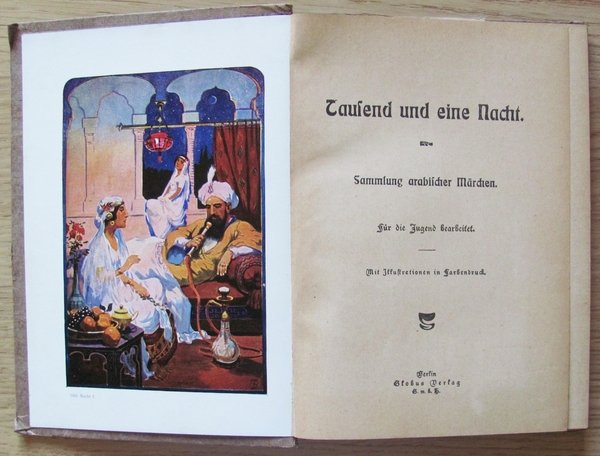 Tausend und eine Nacht.
Sammlung arabischer Märchen.
Für die Jugend bearbeitet.
Mit Illustrationen in Farbendruck.
Berlin
Globus Verlag
G. m. b. H.